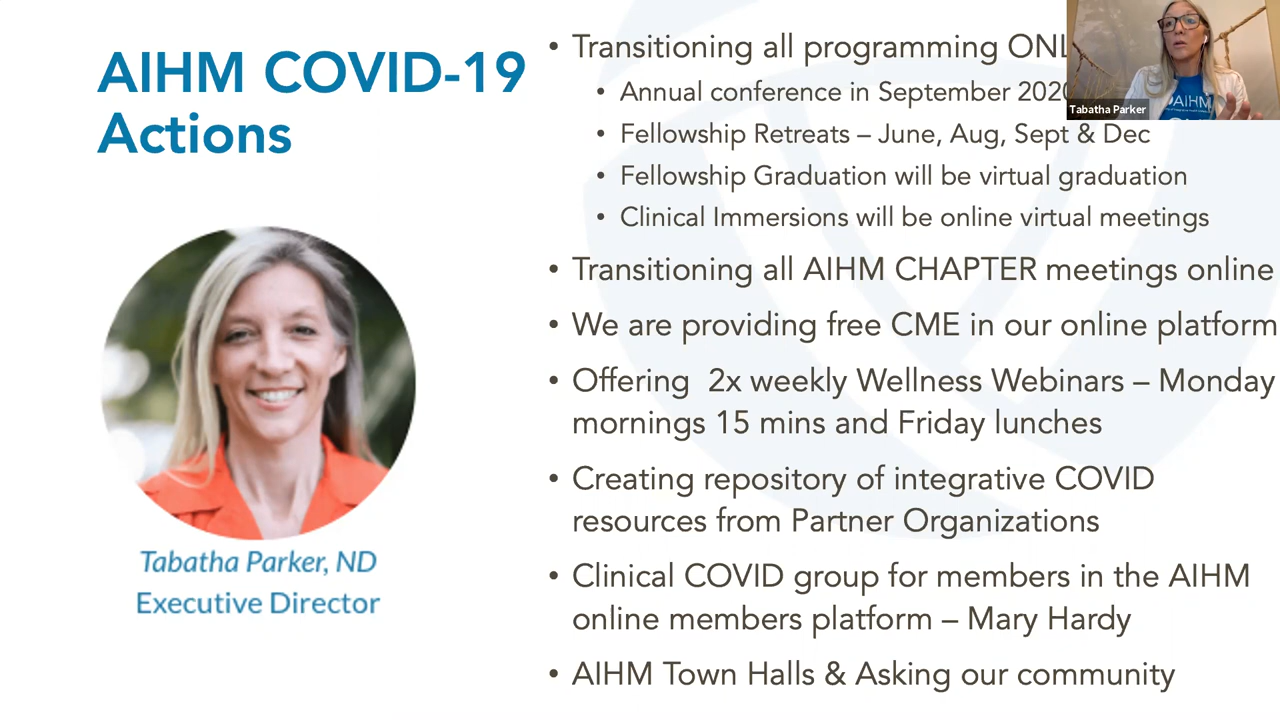 AIHM COVID-19
Actions
Tabatha Parker, ND
Executive Director
• Transitioning all programming
• Annual conference in September 2020
• Fellowship Retreats – June, Aug, Sept & Dec
• Fellowship Graduation will be virtual graduation
• Clinical Immersions will be online virtual meetings
• Transitioning all AIHM CHAPTER meetings online
• We are providing free CME in our online platform
• Offering 2x weekly Wellness Webinars – Monday
mornings 15 mins and Friday lunches
• Creating repository of integrative COVID
resources from Partner Organizations
• Clinical COVID group for members in the AIHM
online members platform – Mary Hardy
• AIHM Town Halls & Asking our community
AIHM
Tabatha Parker